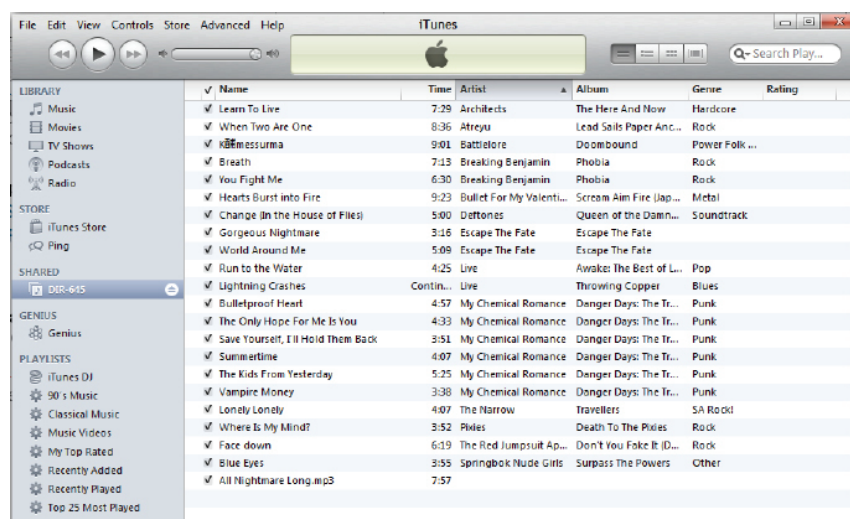 File Edit View Controls Store Advanced Help iTunes
Search Play...
LIBRARY
Music
Movies
TV Shows
Podcasts
Radio
STORE
iTunes Store
Ping
SHARED
DIR-645
GENIUS
Genius
PLAYLISTS
iTunes DJ
90's Music
Classical Music
Music Videos
My Top Rated
Recently Added
Recently Played
Top 25 Most Played
Name Time Artist Album Genre Rating
Learn To Live 7:29 Architects The Here And Now Hardcore
When Two Are One 8:36 Atreyu Lead Sails Paper Anc... Rock
9:01 Battlelore Doombound Power Folk ...
Breath 7:13 Breaking Benjamin Phobia Rock
You Fight Me 6:30 Breaking Benjamin Phobia Rock
Hearts Burst into Fire 9:23 Bullet For My Valenti... Scream Aim Fire (Jap... Metal
Change (In the House of Flies) 5:00 Deftones Queen of the Damn... Soundtrack
Gorgeous Nightmare 3:16 Escape The Fate Escape The Fate
World Around Me 5:09 Escape The Fate Escape The Fate
Run to the Water 4:25 Live Awake: The Best of L... Pop
Lightning Crashes Contin... Live Throwing Copper Blues
Bulletproof Heart 4:57 My Chemical Romance Danger Days: The Tr... Punk
The Only Hope For Me Is You 4:33 My Chemical Romance Danger Days: The Tr... Punk
Save Yourself, I'll Hold Them Back 3:51 My Chemical Romance Danger Days: The Tr... Punk
Summertime 4:07 My Chemical Romance Danger Days: The Tr... Punk
The Kids From Yesterday 5:25 My Chemical Romance Danger Days: The Tr... Punk
Vampire Money 3:38 My Chemical Romance Danger Days: The Tr... Punk
Lonely Lonely 4:07 The Narrow Travellers SA Rock!
Where Is My Mind? 3:52 Pixies Death To The Pixies Rock
Face down 6:19 The Red Jumpsuit Ap... Don't You Fake It (D... Rock
Blue Eyes 3:55 Springbok Nude Girls Surpass The Powers Other
All Nightmare Long.mp3 7:57